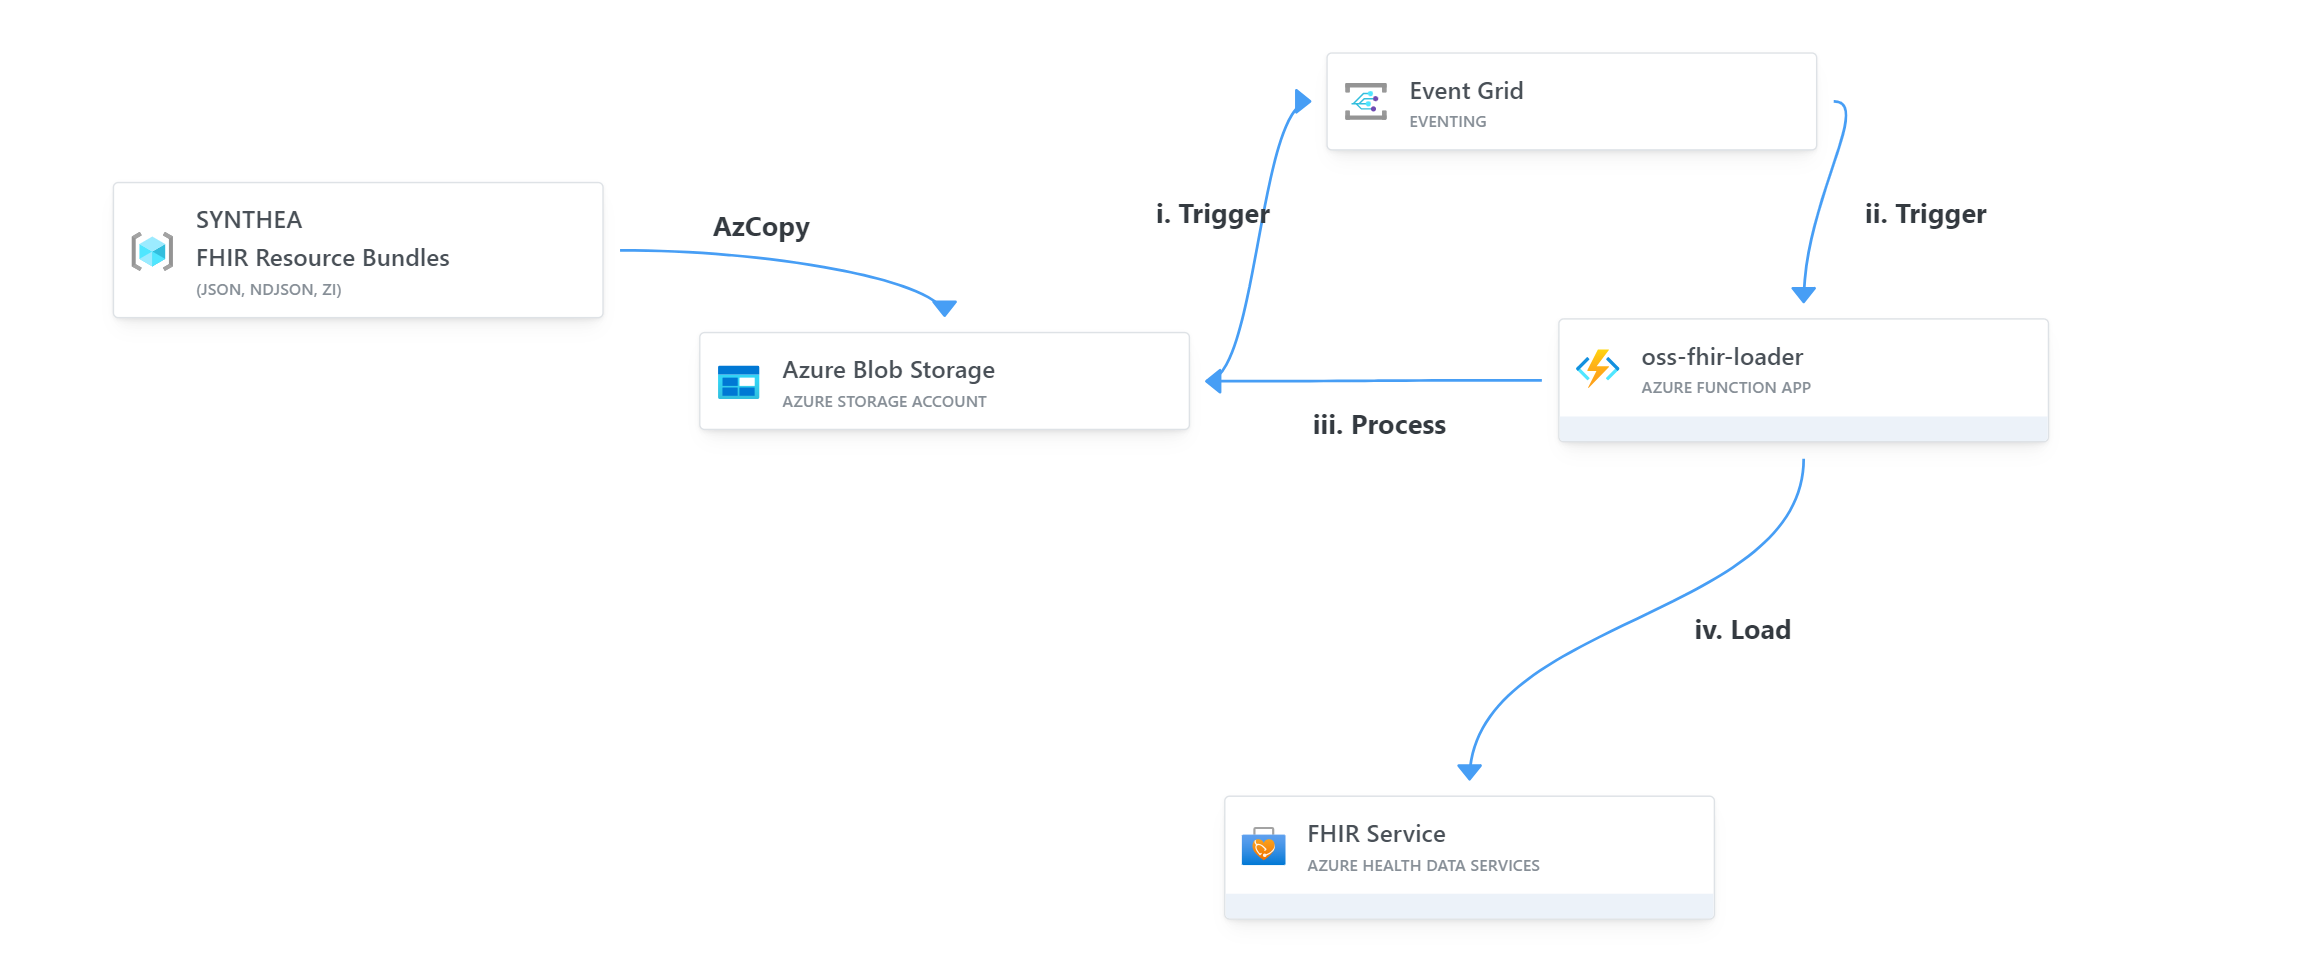 SYNTHEA
FHIR Resource Bundles
(JSON, NDJSON, ZI)
AzCopy
Azure Blob Storage
AZURE STORAGE ACCOUNT
i. Trigger
Event Grid
EVENTING
ii. Trigger
oss-fhir-loader
AZURE FUNCTION APP
iii. Process
iv. Load
FHIR Service
AZURE HEALTH DATA SERVICES